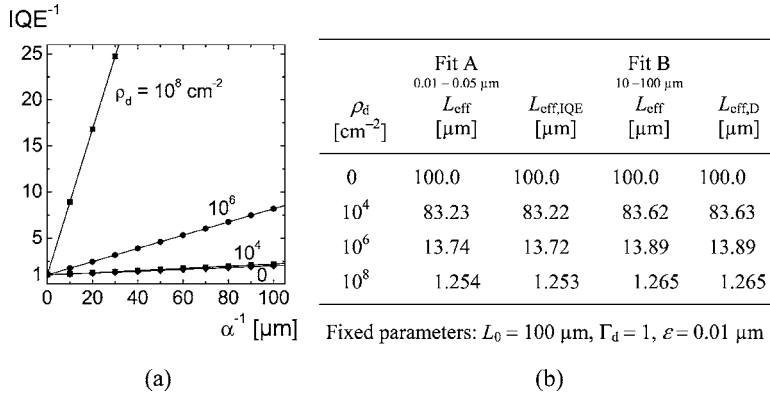 IQE⁻¹
25
20
15
10
5
1
ρd = 10⁸ cm⁻²
10⁶
10⁴
0
0 20 40 60 80 100
α⁻¹ [µm]
(a)
Fit A Fit B
0.01 – 0.05 µm 10 –100 µm
ρd Leff Leff,IQE Leff Leff,D
[cm⁻²] [µm] [µm] [µm] [µm]
0 100.0 100.0 100.0 100.0
10⁴ 83.23 83.22 83.62 83.63
10⁶ 13.74 13.72 13.89 13.89
10⁸ 1.254 1.253 1.265 1.265
Fixed parameters: L₀ = 100 µm, Γd = 1, ε = 0.01 µm
(b)